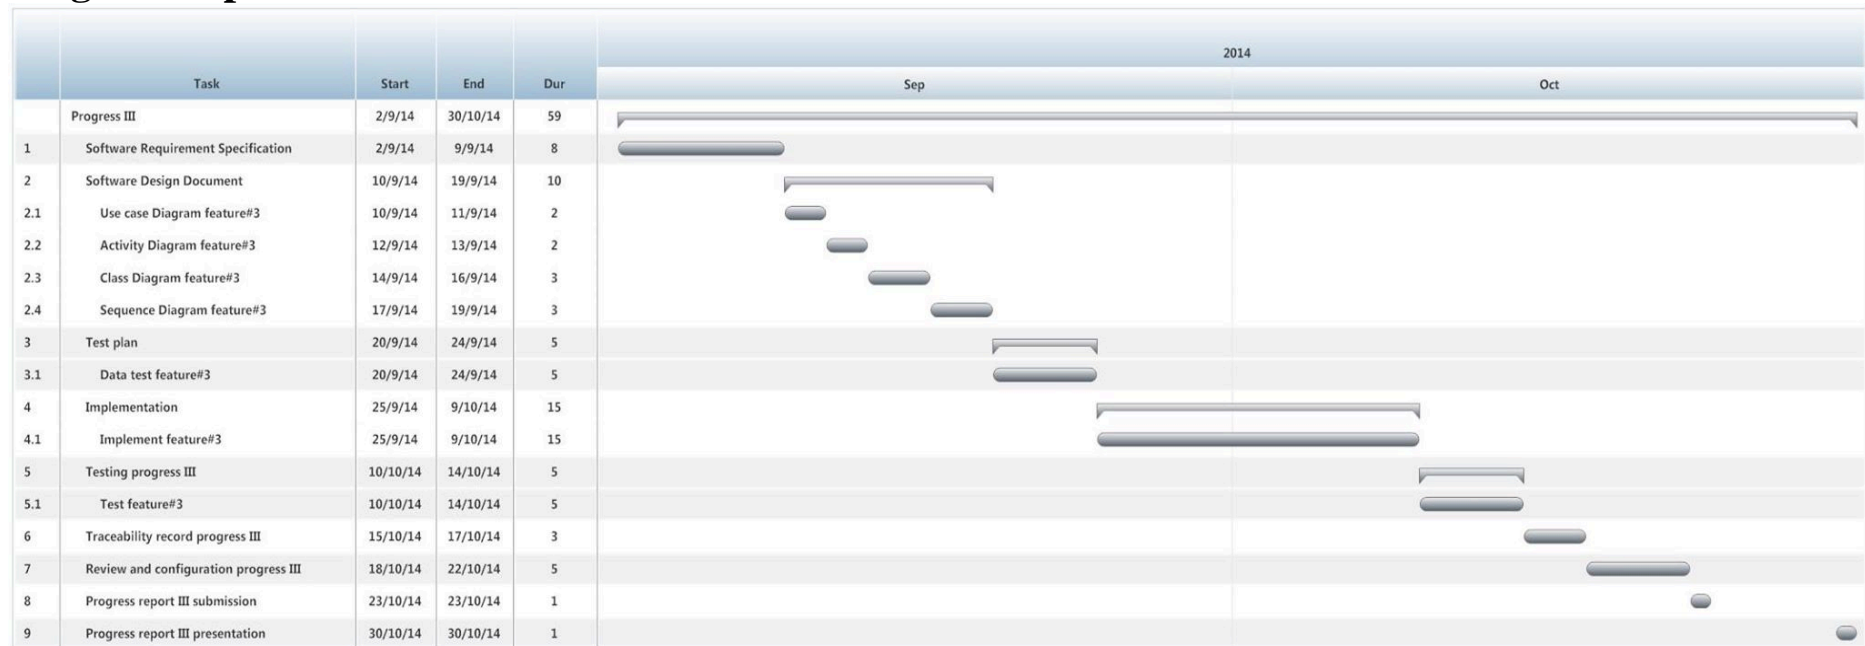 2014
Task Start End Dur Sep Oct
Progress III 2/9/14 30/10/14 59
1 Software Requirement Specification 2/9/14 9/9/14 8
2 Software Design Document 10/9/14 19/9/14 10
2.1 Use case Diagram feature#3 10/9/14 11/9/14 2
2.2 Activity Diagram feature#3 12/9/14 13/9/14 2
2.3 Class Diagram feature#3 14/9/14 16/9/14 3
2.4 Sequence Diagram feature#3 17/9/14 19/9/14 3
3 Test plan 20/9/14 24/9/14 5
3.1 Data test feature#3 20/9/14 24/9/14 5
4 Implementation 25/9/14 9/10/14 15
4.1 Implement feature#3 25/9/14 9/10/14 15
5 Testing progress III 10/10/14 14/10/14 5
5.1 Test feature#3 10/10/14 14/10/14 5
6 Traceability record progress III 15/10/14 17/10/14 3
7 Review and configuration progress III 18/10/14 22/10/14 5
8 Progress report III submission 23/10/14 23/10/14 1
9 Progress report III presentation 30/10/14 30/10/14 1